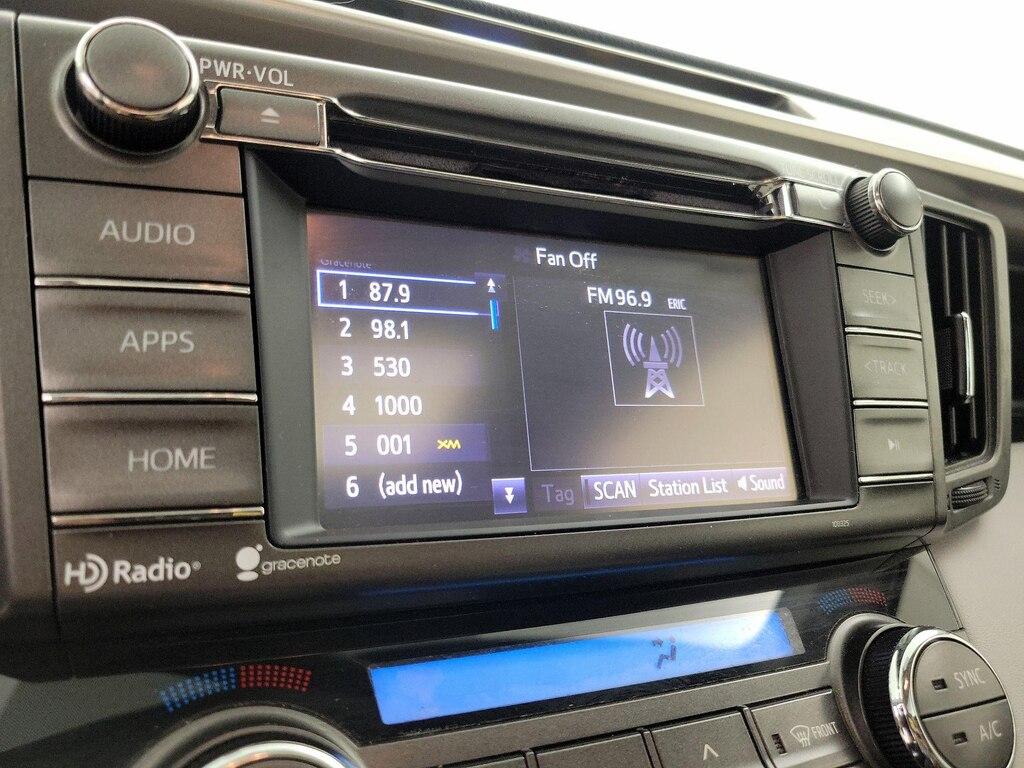 PWR·VOL
AUDIO
APPS
HOME
HD Radio®
gracenote
Gracenote
1 87.9
2 98.1
3 530
4 1000
5 001 XM
6 (add new)
Fan Off
FM 96.9 ERIC
Tag
SCAN
Station List
Sound
SEEK>
<TRACK
100325
FRONT
SYNC
A/C